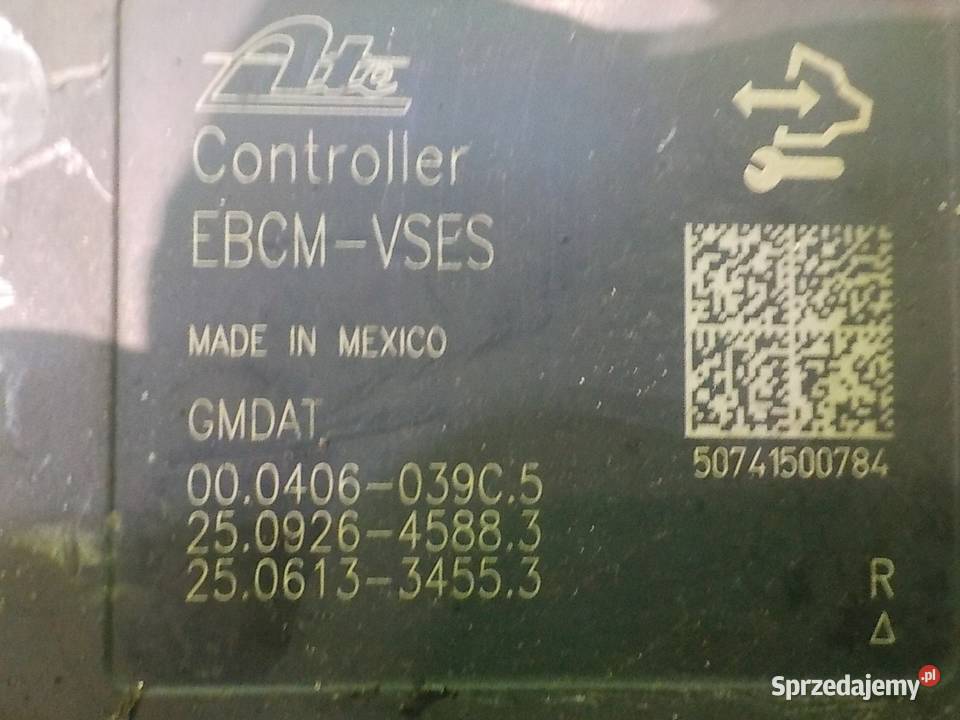 Ate
Controller
EBCM-VSES
MADE IN MEXICO
GMDAT
00.0406-039C.5
25.0926-4588.3
25.0613-3455.3
50741500784
R
Δ
Sprzedajemy.pl